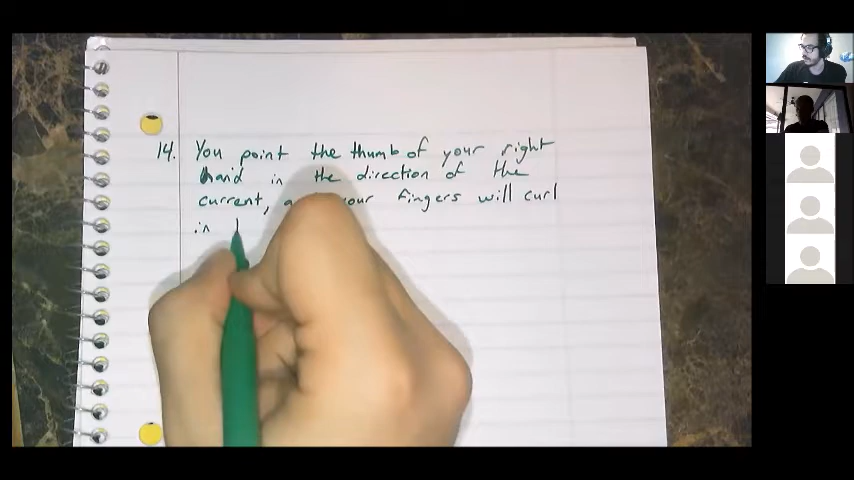 14. You point the thumb of your right
hand in the direction of the
current, your fingers will curl
in